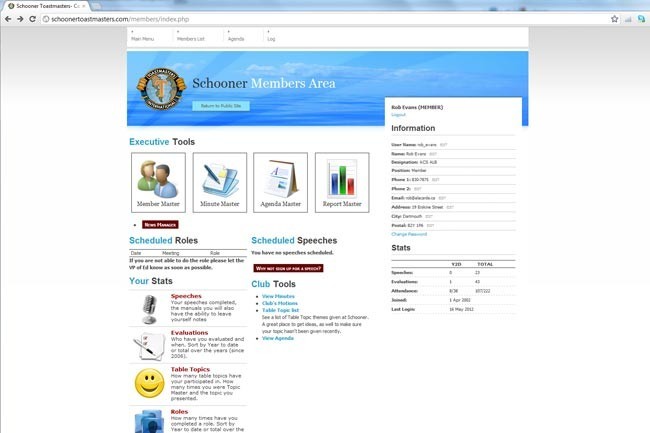 Schooner Toastmasters- C
schoonertoastmasters.com/members/index.php
Main Menu
Members List
Agenda
Log
TOASTMASTERS
INTERNATIONAL
Schooner Members Area
Return to Public Site
Executive Tools
Member Master
Minute Master
Agenda Master
Report Master
News Manager
Scheduled Roles
Date Meeting Role
If you are not able to do the role please let the
VP of Ed know as soon as possible.
Your Stats
Speeches
Your speeches completed,
the manuals you will also
have the ability to leave
yourself notes
Evaluations
Who have you evaluated
and when. Sort by Year to
date or total over the years (since
2006).
Table Topics
How many table topics
have your participated in. How
many times you were Topic
Master and the topic you
presented.
Roles
How many times have you
completed a role. Sort by
Year to date or total over the
Scheduled Speeches
You have no speeches scheduled.
Why not sign up for a speech?
Club Tools
View Minutes
Club's Motions
Table Topic list
See a list of Table Topic themes given at Schooner.
A great place to get ideas, as well to make sure
your topic hasn't been given recently.
View Agenda
Rob Evans (MEMBER)
Logout
Information
User Name: rob_evans
Name: Rob Evans
Designation: ACB ALB
Position: Member
Phone 1:
Phone 2:
Email:
Address: 19 Erskine Street
City: Dartmouth
Postal: B2Y 1P6
Change Password
Stats
Y2D TOTAL
Speeches: 0 23
Evaluations: 1 43
Attendance: 8/38 107/222
Joined: 1 Apr 2002
Last Login: 16 May 2012